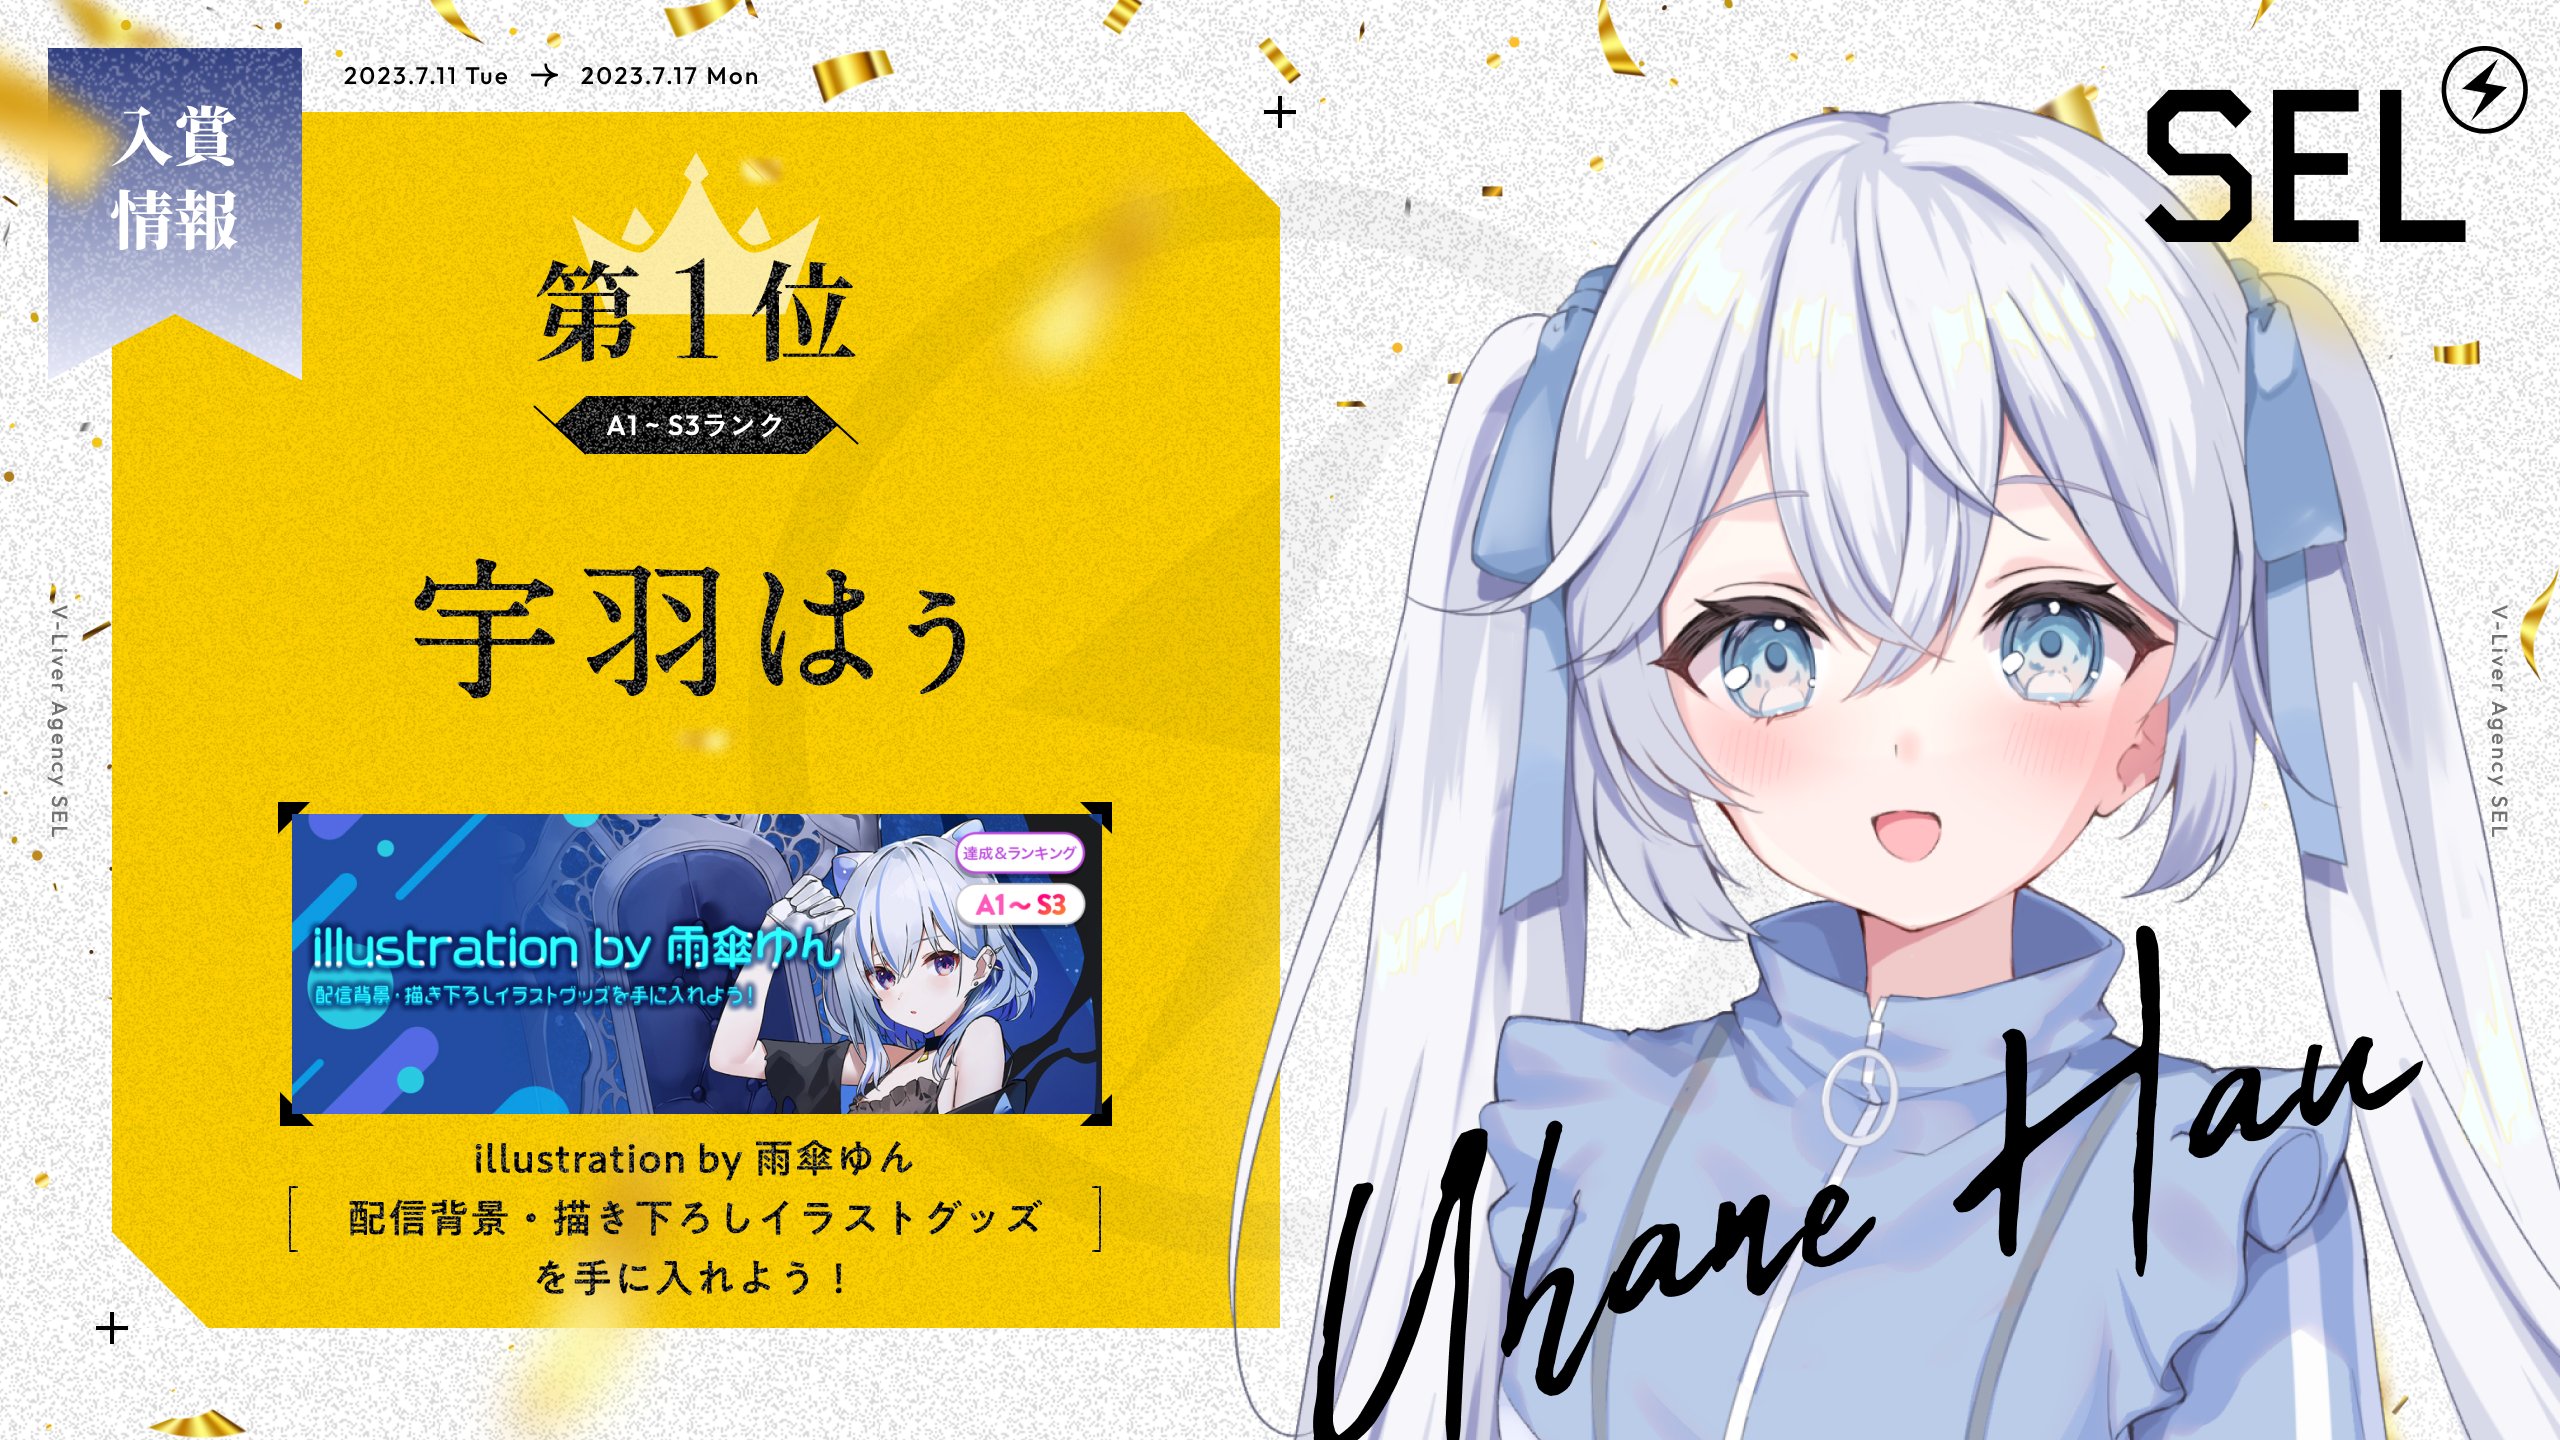 入賞
情報
2023.7.11 Tue → 2023.7.17 Mon
SEL
第1位
A1~S3ランク
宇羽はぅ
達成&ランキング
A1~S3
illustration by 雨傘ゆん
配信背景・描き下ろしイラストグッズを手に入れよう!
illustration by 雨傘ゆん
配信背景・描き下ろしイラストグッズ
を手に入れよう!
Uhane Hau
V-Liver Agency SEL
V-Liver Agency SEL